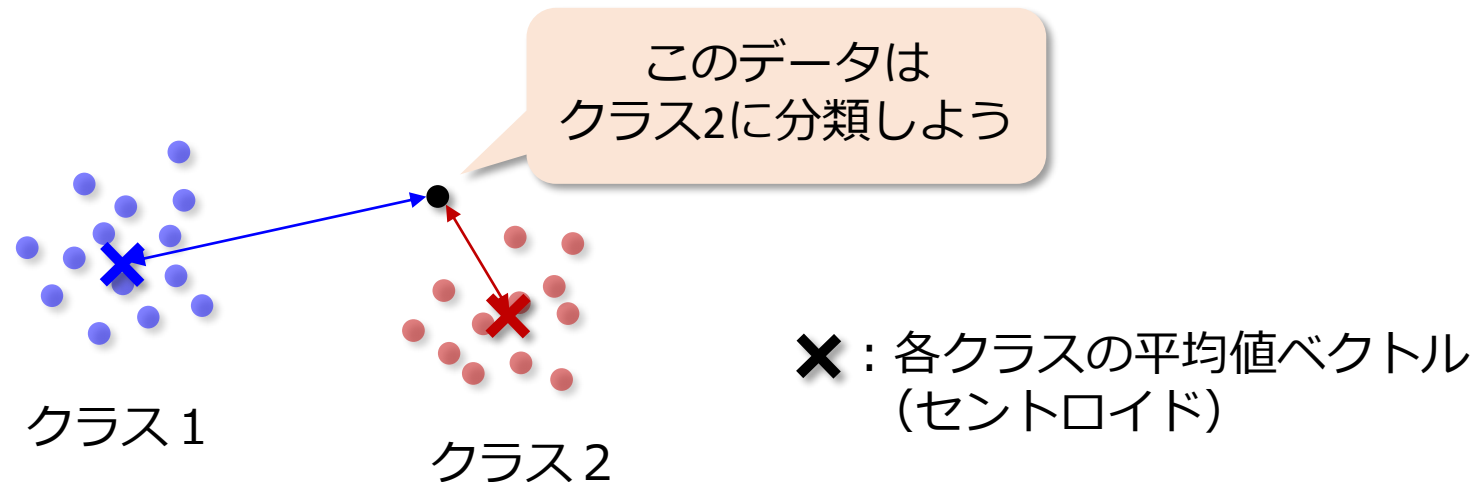 このデータは
クラス2に分類しよう
✖：各クラスの平均値ベクトル
（セントロイド）
クラス１
クラス２